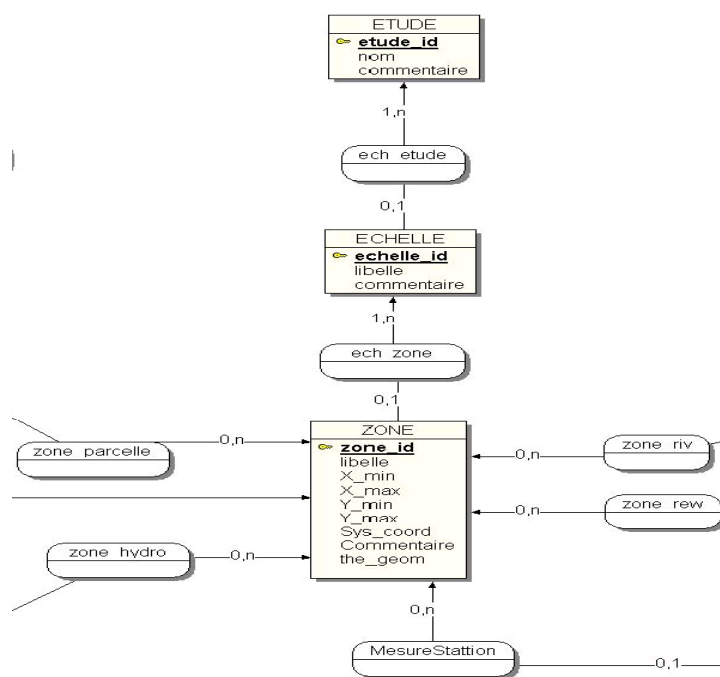 ETUDE
etude_id
nom
commentaire
1,n
ech etude
0,1
ECHELLE
echelle_id
libelle
commentaire
1,n
ech zone
0,1
ZONE
zone_id
libelle
X_min
X_max
Y_min
Y_max
Sys_coord
Commentaire
the_geom
zone parcelle
0,n
zone hydro
0,n
0,n
zone riv
0,n
zone rew
0,n
MesureStattion
0,1